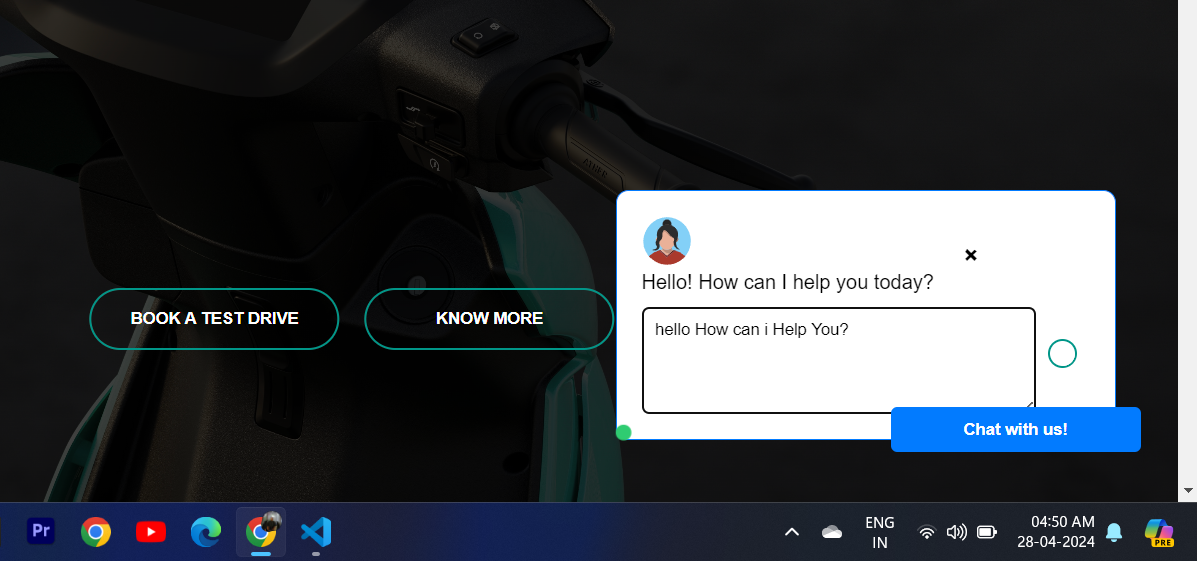 Hello! How can I help you today?
BOOK A TEST DRIVE
KNOW MORE
hello How can i Help You?
Chat with us!
Pr
ENG
IN
04:50 AM
28-04-2024
PRE